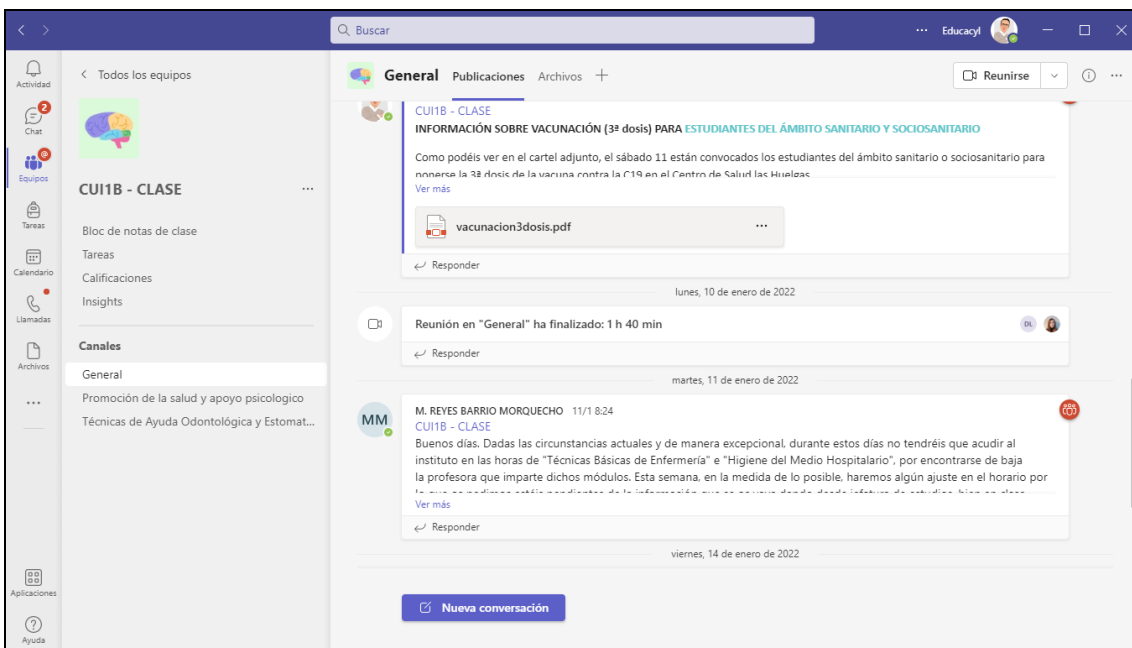 Buscar
Educacyl
Actividad
2
Chat
@
Equipos
Tareas
Calendario
Llamadas
Archivos
Aplicaciones
Ayuda
Todos los equipos
CUI1B - CLASE
Bloc de notas de clase
Tareas
Calificaciones
Insights
Canales
General
Promoción de la salud y apoyo psicologico
Técnicas de Ayuda Odontológica y Estomat...
General Publicaciones Archivos
Reunirse
CUI1B - CLASE
INFORMACIÓN SOBRE VACUNACIÓN (3ª dosis) PARA ESTUDIANTES DEL ÁMBITO SANITARIO Y SOCIOSANITARIO
Como podéis ver en el cartel adjunto, el sábado 11 están convocados los estudiantes del ámbito sanitario o sociosanitario para
ponerse la 3ª dosis de la vacuna contra la C19 en el Centro de Salud las Huelgas
Ver más
vacunacion3dosis.pdf
Responder
lunes, 10 de enero de 2022
Reunión en "General" ha finalizado: 1 h 40 min
DL
Responder
martes, 11 de enero de 2022
MM
M. REYES BARRIO MORQUECHO 11/1 8:24
CUI1B - CLASE
Buenos días. Dadas las circunstancias actuales y de manera excepcional, durante estos días no tendréis que acudir al
instituto en las horas de "Técnicas Básicas de Enfermería" e "Higiene del Medio Hospitalario", por encontrarse de baja
la profesora que imparte dichos módulos. Esta semana, en la medida de lo posible, haremos algún ajuste en el horario por
Ver más
Responder
viernes, 14 de enero de 2022
Nueva conversación